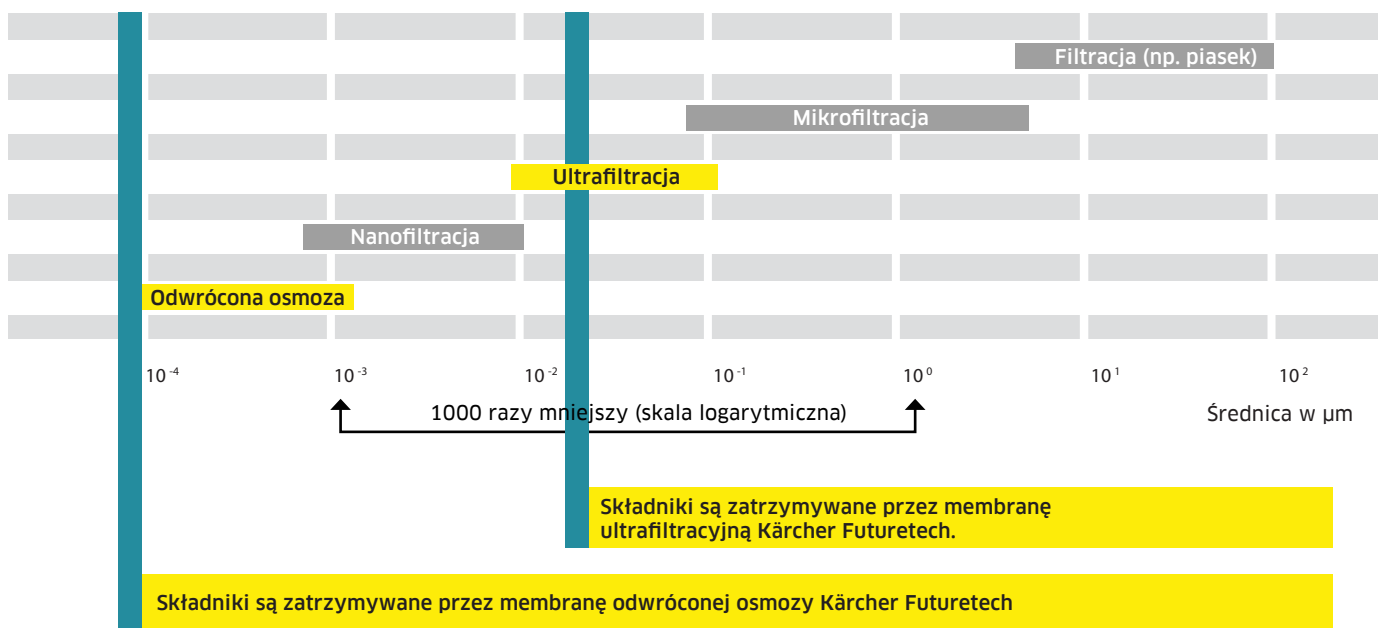 Filtracja (np. piasek)
Mikrofiltracja
Ultrafiltracja
Nanofiltracja
Odwrócona osmoza
10⁻⁴ 10⁻³ 10⁻² 10⁻¹ 10⁰ 10¹ 10²
1000 razy mniejszy (skala logarytmiczna) Średnica w µm
Składniki są zatrzymywane przez membranę
ultrafiltracyjną Kärcher Futuretech.
Składniki są zatrzymywane przez membranę odwróconej osmozy Kärcher Futuretech